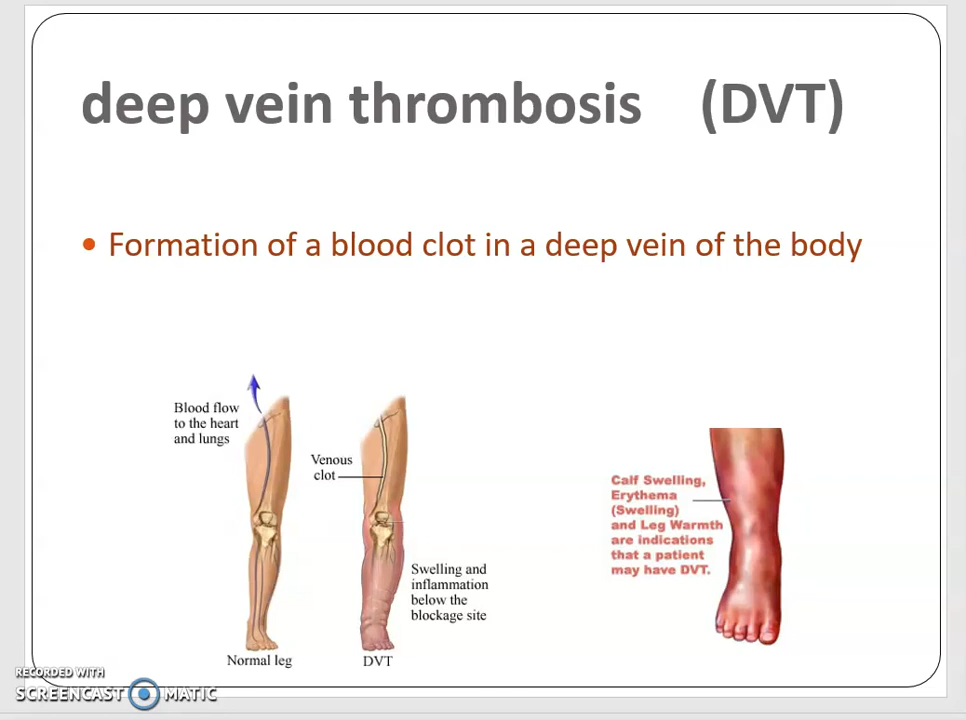 deep vein thrombosis (DVT)
• Formation of a blood clot in a deep vein of the body
Blood flow
to the heart
and lungs
Venous
clot
Swelling and
inflammation
below the
blockage site
Normal leg
DVT
Calf Swelling,
Erythema
(Swelling)
and Leg Warmth
are indications
that a patient
may have DVT.
RECORDED WITH
SCREENCAST MATIC